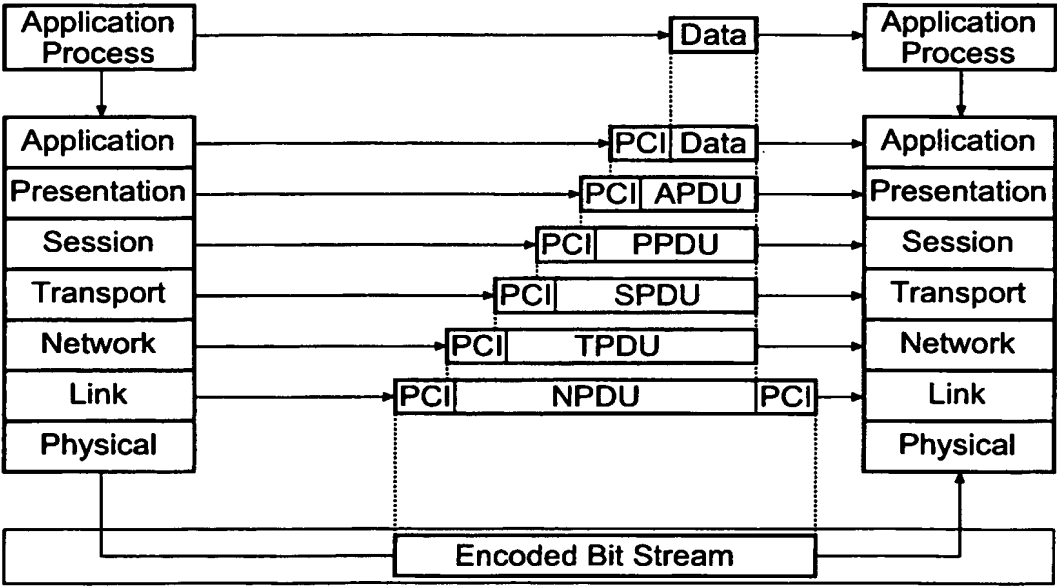 Application
Process
Data
Application
Process
Application
PCI Data
Application
Presentation
PCI APDU
Presentation
Session
PCI PPDU
Session
Transport
PCI SPDU
Transport
Network
PCI TPDU
Network
Link
PCI NPDU PCI
Link
Physical
Physical
Encoded Bit Stream